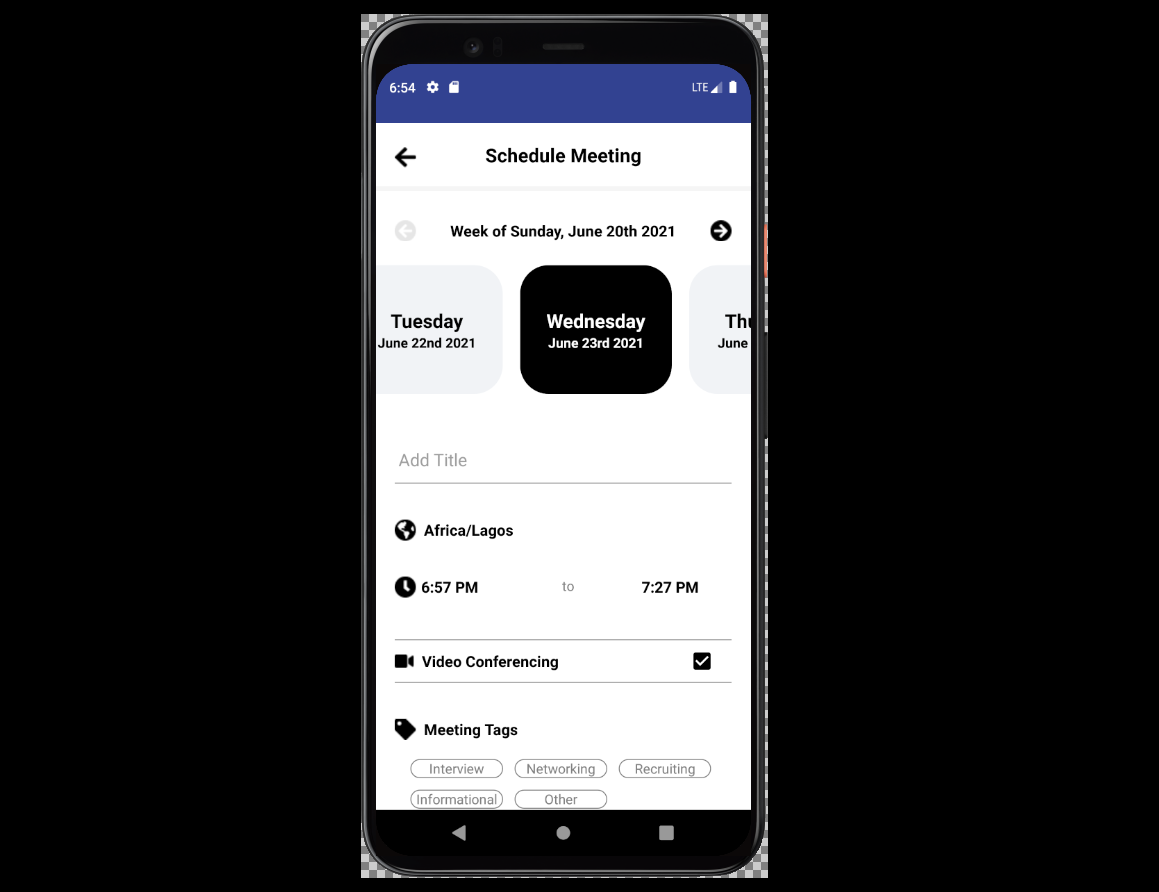 6:54 LTE
Schedule Meeting
Week of Sunday, June 20th 2021
Tuesday
June 22nd 2021
Wednesday
June 23rd 2021
Thu
June
Add Title
Africa/Lagos
6:57 PM to 7:27 PM
Video Conferencing
Meeting Tags
Interview Networking Recruiting
Informational Other